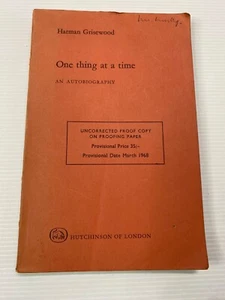 Harman Grisewood
One thing at a time
AN AUTOBIOGRAPHY
UNCORRECTED PROOF COPY
ON PROOFING PAPER
Provisional Price 35/-
Provisional Date March 1968
HUTCHINSON OF LONDON